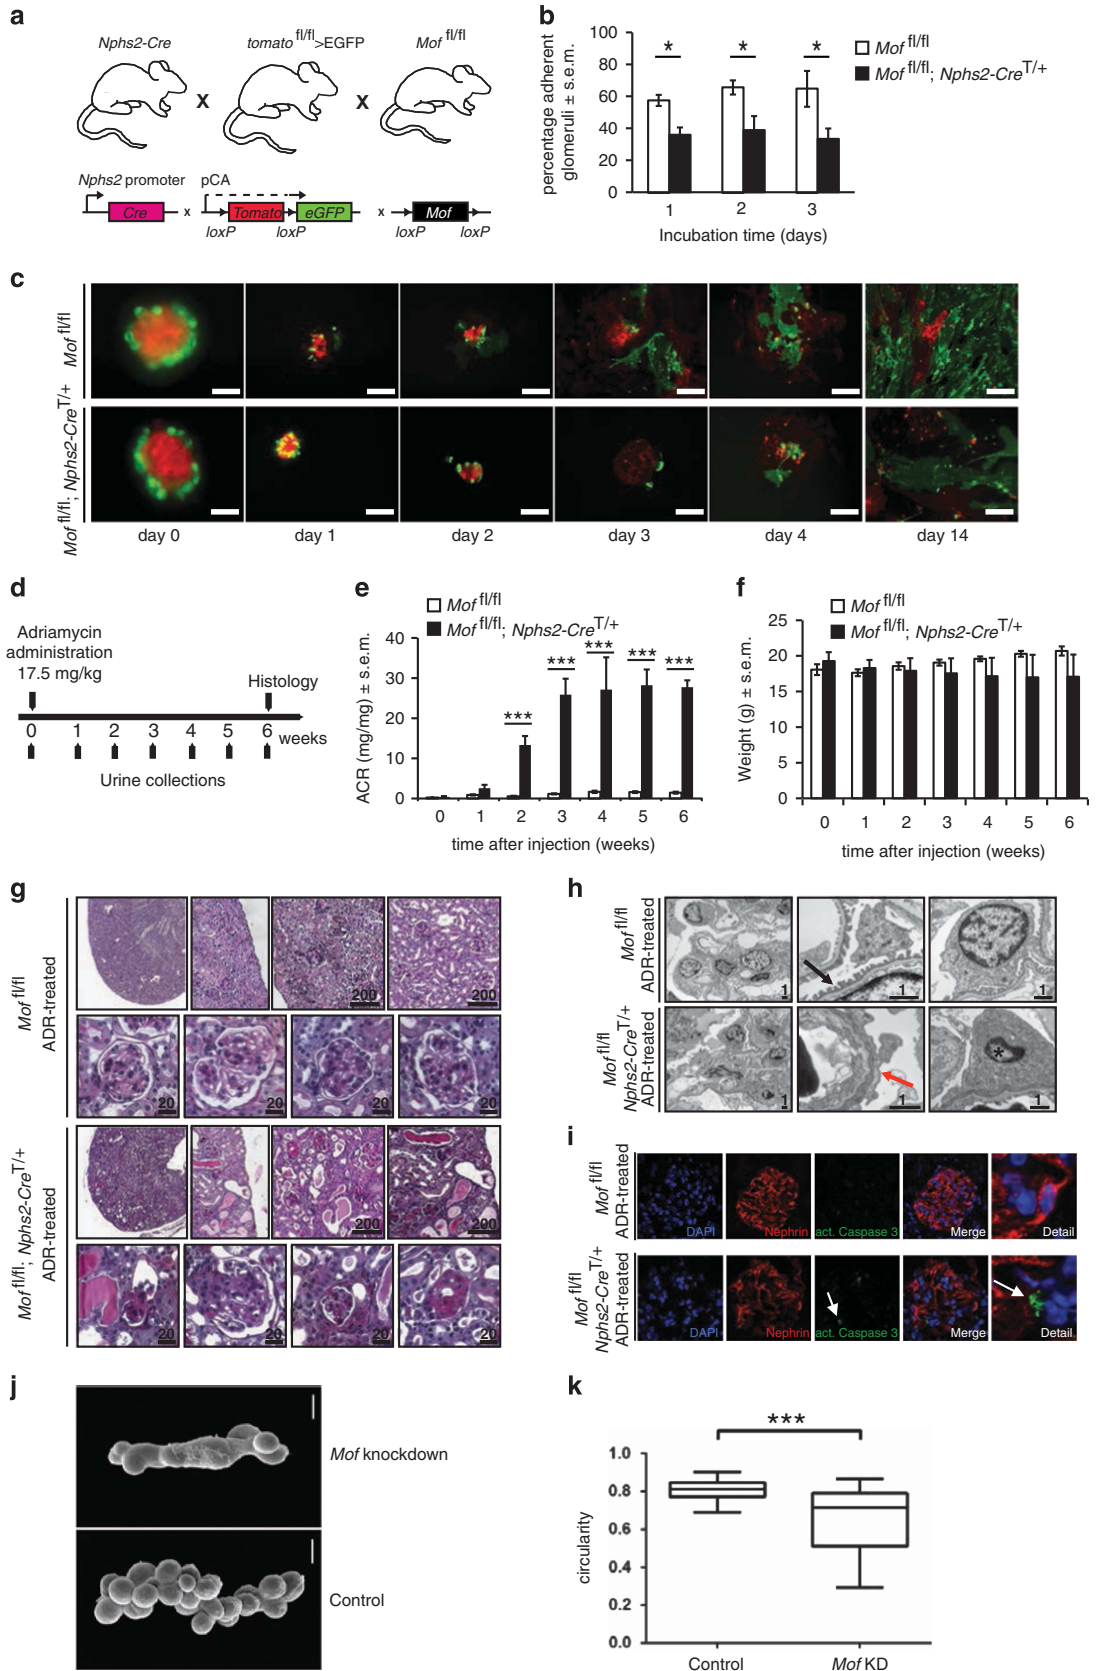 a
Nphs2-Cre
tomato fl/fl>EGFP
Mof fl/fl
X
X
Nphs2 promoter
pCA
Cre
x
Tomato
eGFP
x
Mof
loxP
loxP
loxP
loxP
b
percentage adherent
glomeruli ± s.e.m.
100
80
60
40
20
0
*
*
*
1
2
3
Incubation time (days)
Mof fl/fl
Mof fl/fl; Nphs2-Cre T/+
c
Mof fl/fl
Mof fl/fl; Nphs2-Cre T/+
day 0
day 1
day 2
day 3
day 4
day 14
d
Adriamycin
administration
17.5 mg/kg
Histology
0 1 2 3 4 5 6 weeks
Urine collections
e
Mof fl/fl
Mof fl/fl; Nphs2-Cre T/+
ACR (mg/mg) ± s.e.m.
40
30
20
10
0
***
***
***
***
***
0 1 2 3 4 5 6
time after injection (weeks)
f
Mof fl/fl
Mof fl/fl; Nphs2-Cre T/+
Weight (g) ± s.e.m.
25
20
15
10
5
0
0 1 2 3 4 5 6
time after injection (weeks)
g
Mof fl/fl
ADR-treated
200
200
20
20
20
20
Mof fl/fl; Nphs2-Cre T/+
ADR-treated
200
200
20
20
20
20
h
Mof fl/fl
ADR-treated
1
1
1
Mof fl/fl
Nphs2-Cre T/+
ADR-treated
1
1
*
1
i
Mof fl/fl
ADR-treated
DAPI
Nephrin
act. Caspase 3
Merge
Detail
Mof fl/fl
Nphs2-Cre T/+
ADR-treated
DAPI
Nephrin
act. Caspase 3
Merge
Detail
j
Mof knockdown
Control
k
***
circularity
1.0
0.8
0.6
0.4
0.2
0.0
Control
Mof KD